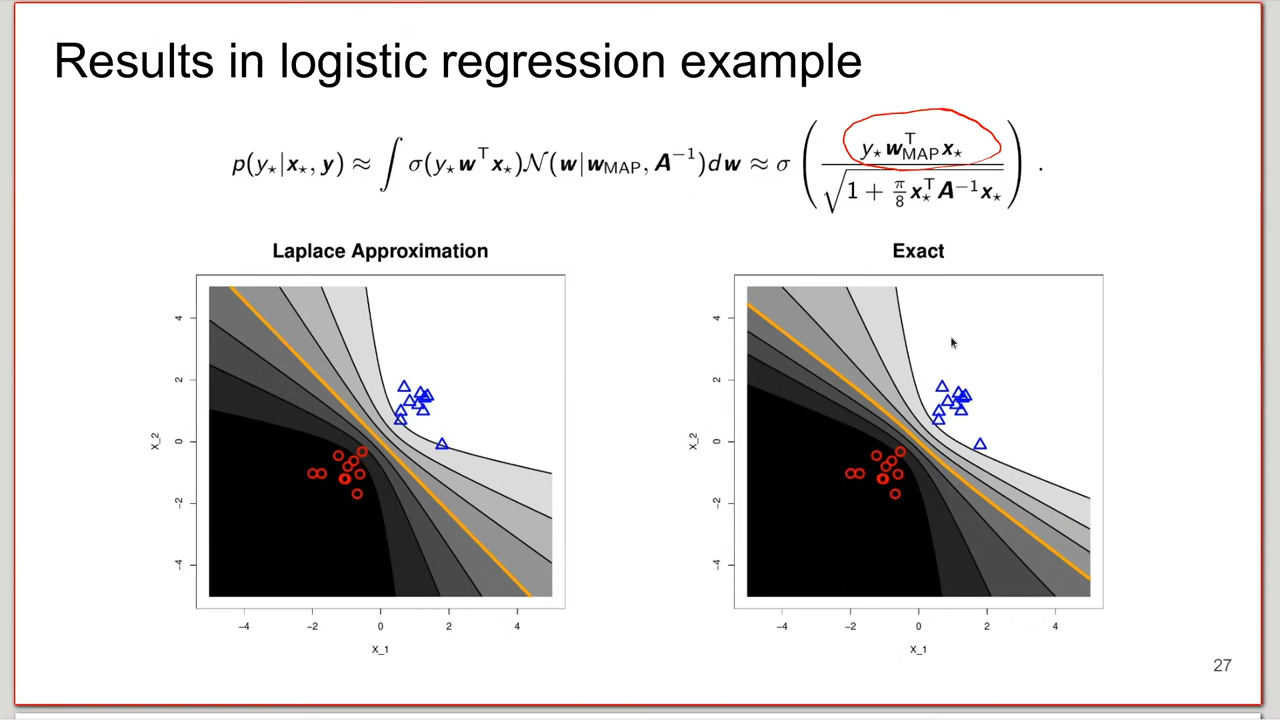 Results in logistic regression example
p(y⋆|x⋆, y) ≈ ∫ σ(y⋆wᵀx⋆)𝒩(w|w_MAP, A⁻¹)dw ≈ σ ( y⋆wᵀ_MAP x⋆ / √(1 + π/8 x⋆ᵀA⁻¹x⋆) ) .
Laplace Approximation
Exact
4
2
0
−2
−4
X_2
−4 −2 0 2 4
X_1
4
2
0
−2
−4
X_2
−4 −2 0 2 4
X_1
27